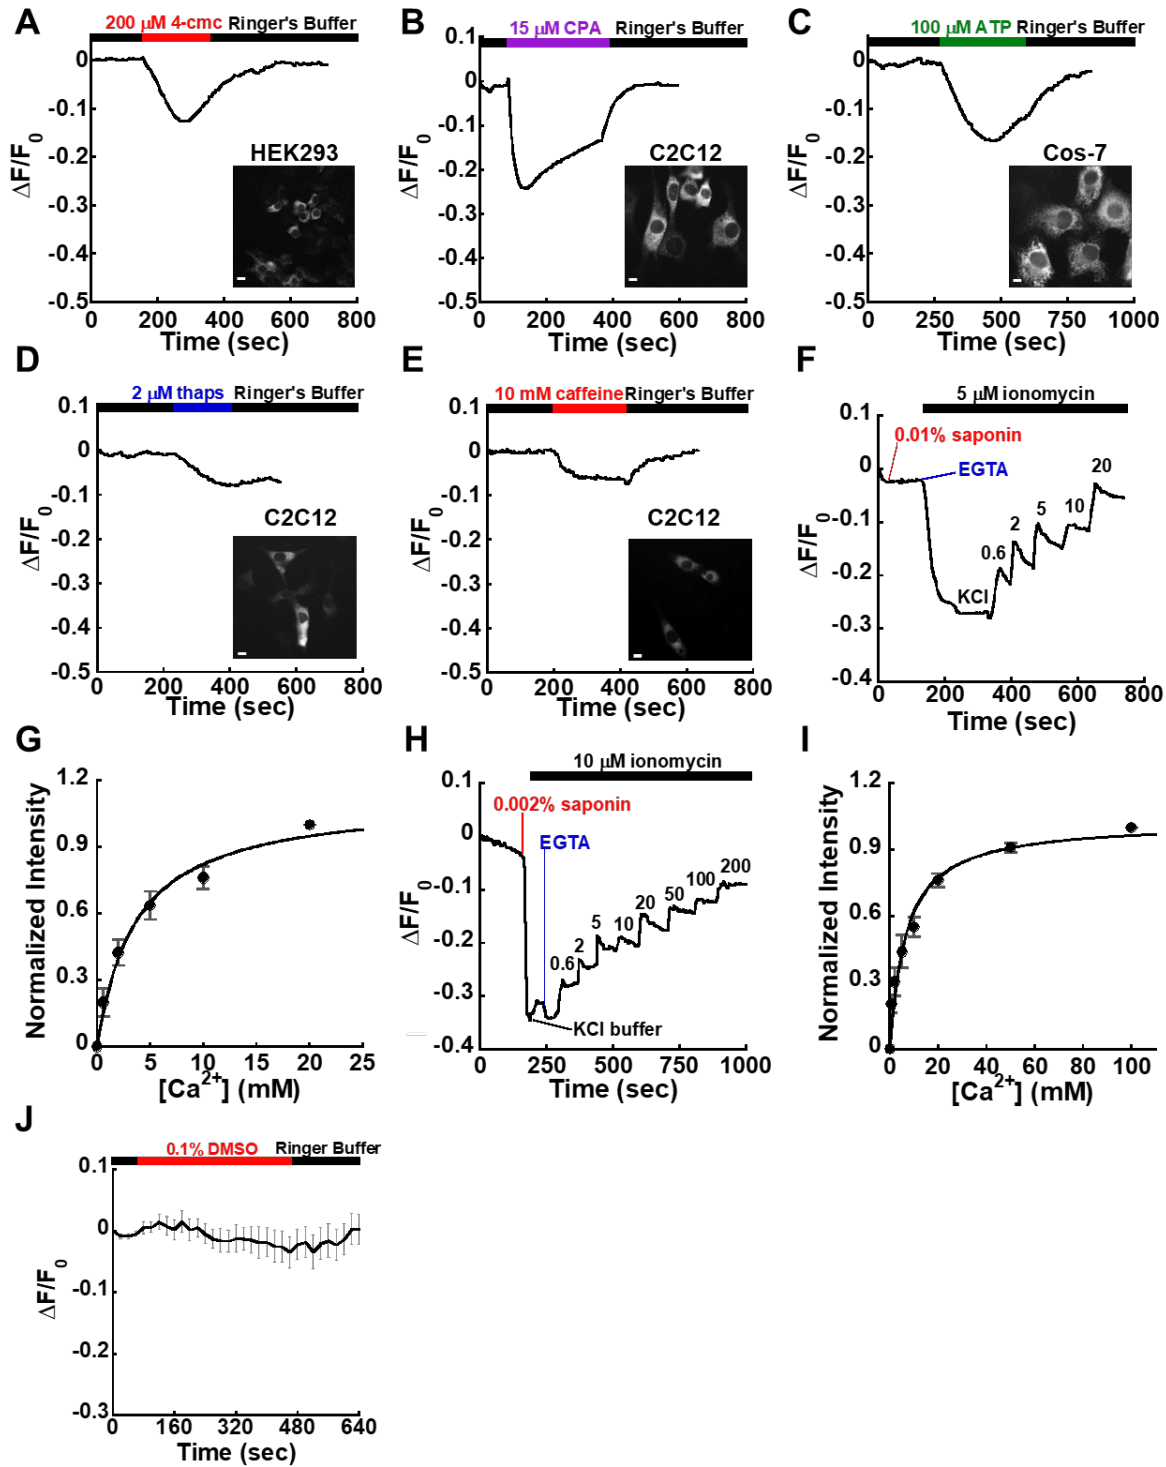 A
200 μM 4-cmc Ringer's Buffer
0
-0.1
-0.2
-0.3
-0.4
-0.5
ΔF/F0
HEK293
0 200 400 600 800
Time (sec)
B
15 μM CPA Ringer's Buffer
0.1
0
-0.1
-0.2
-0.3
-0.4
-0.5
ΔF/F0
C2C12
0 200 400 600 800
Time (sec)
C
100 μM ATP Ringer's Buffer
0
-0.1
-0.2
-0.3
-0.4
-0.5
ΔF/F0
Cos-7
0 250 500 750 1000
Time (sec)
D
2 μM thaps Ringer's Buffer
0.1
0
-0.1
-0.2
-0.3
-0.4
-0.5
ΔF/F0
C2C12
0 200 400 600 800
Time (sec)
E
10 mM caffeine Ringer's Buffer
0.1
0
-0.1
-0.2
-0.3
-0.4
-0.5
ΔF/F0
C2C12
0 200 400 600 800
Time (sec)
F
5 μM ionomycin
0.1
0
-0.1
-0.2
-0.3
-0.4
ΔF/F0
0.01% saponin
EGTA
KCl
0.6 2 5 10 20
0 200 400 600 800
Time (sec)
G
1.2
0.9
0.6
0.3
0
Normalized Intensity
0 5 10 15 20 25
[Ca2+] (mM)
H
10 μM ionomycin
0.1
0
-0.1
-0.2
-0.3
-0.4
ΔF/F0
0.002% saponin
EGTA
0.6 2 5 10 20 50 100 200
KCl buffer
0 250 500 750 1000
Time (sec)
I
1.2
0.9
0.6
0.3
0
Normalized Intensity
0 20 40 60 80 100
[Ca2+] (mM)
J
0.1% DMSO Ringer Buffer
0.1
0
-0.1
-0.2
-0.3
ΔF/F0
0 160 320 480 640
Time (sec)